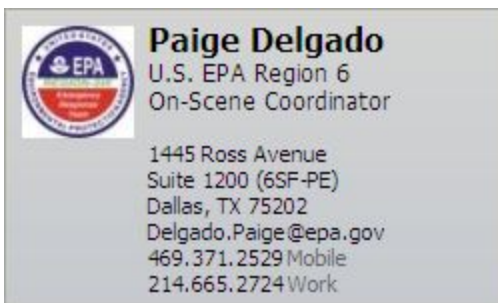 EPA
Paige Delgado
U.S. EPA Region 6
On-Scene Coordinator
1445 Ross Avenue
Suite 1200 (6SF-PE)
Dallas, TX 75202
Delgado.Paige@epa.gov
469.371.2529 Mobile
214.665.2724 Work